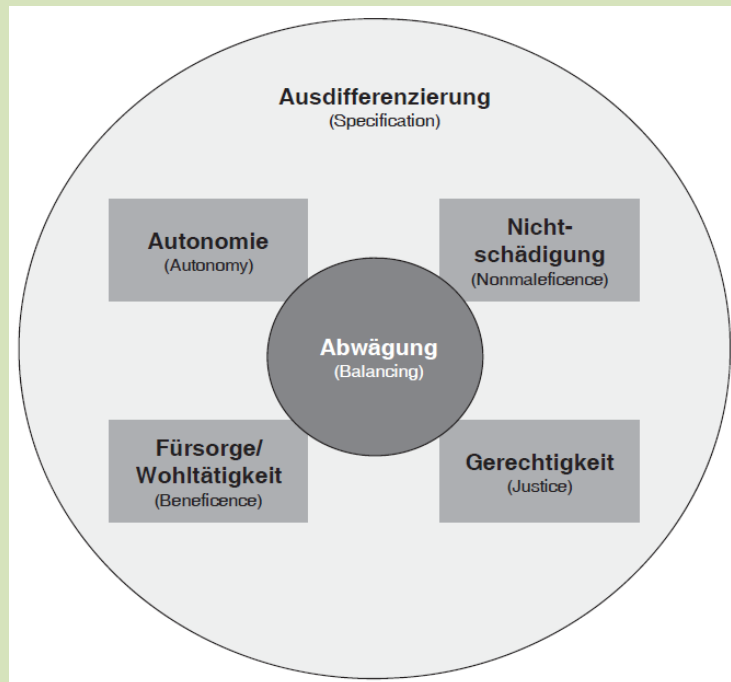 Ausdifferenzierung
(Specification)
Autonomie
(Autonomy)
Nicht-
schädigung
(Nonmaleficence)
Abwägung
(Balancing)
Fürsorge/
Wohltätigkeit
(Beneficence)
Gerechtigkeit
(Justice)